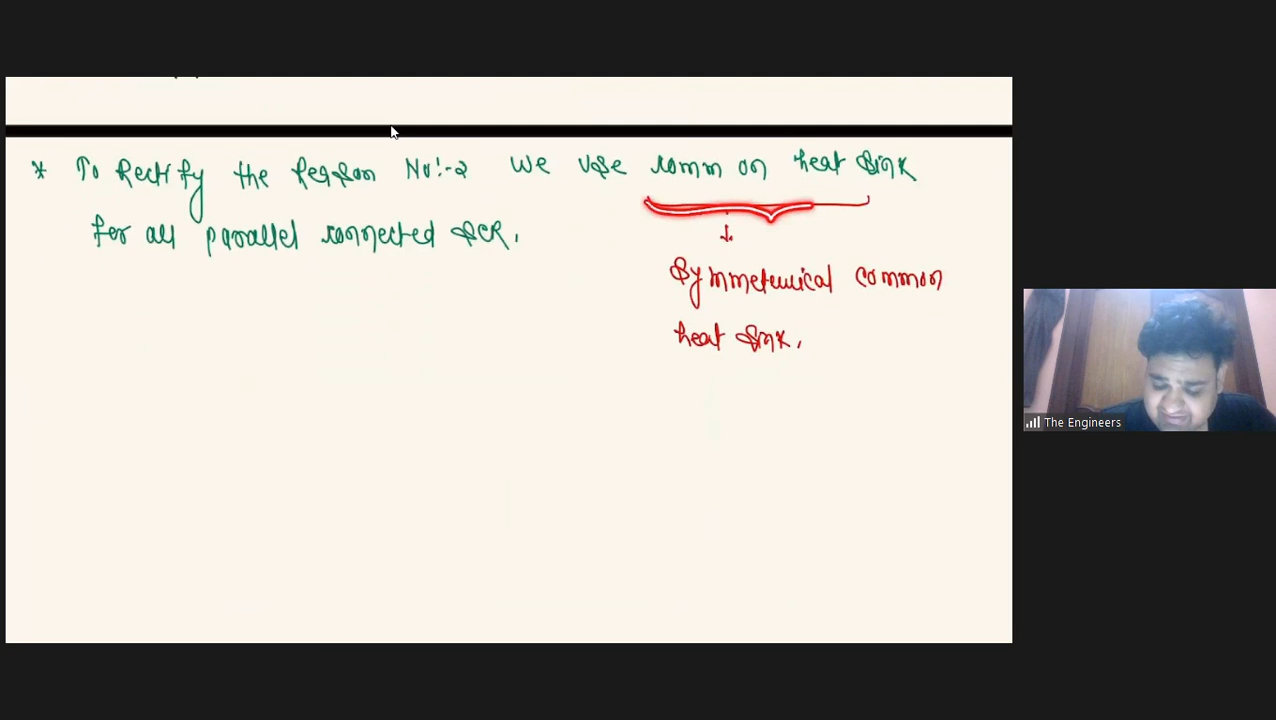 * To Rectify the Reason No:-2 We use common heat sink
for all parallel connected SCR.
↓
Symmeterical common
heat sink.
The Engineers